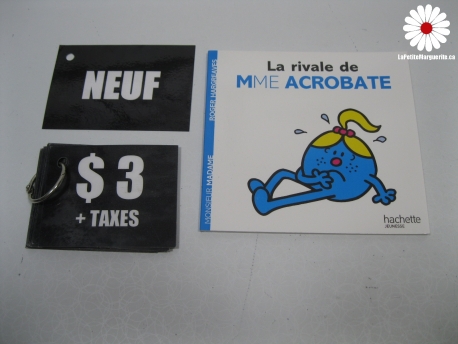 LaPetiteMarguerite.ca
NEUF
$ 3
+ TAXES
MONSIEUR MADAME
ROGER HARGREAVES
La rivale de
MME ACROBATE
hachette
JEUNESSE